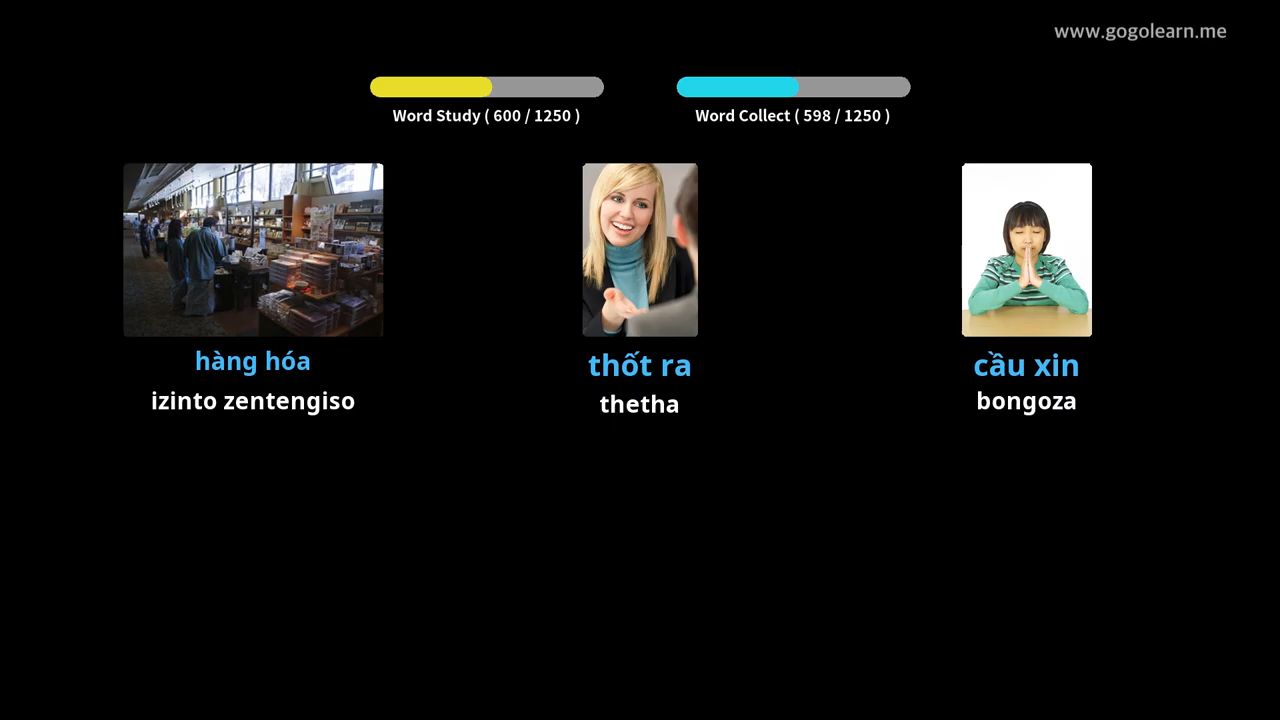 www.gogolearn.me
Word Study ( 600 / 1250 )
Word Collect ( 598 / 1250 )
hàng hóa
izinto zentengiso
thốt ra
thetha
cầu xin
bongoza